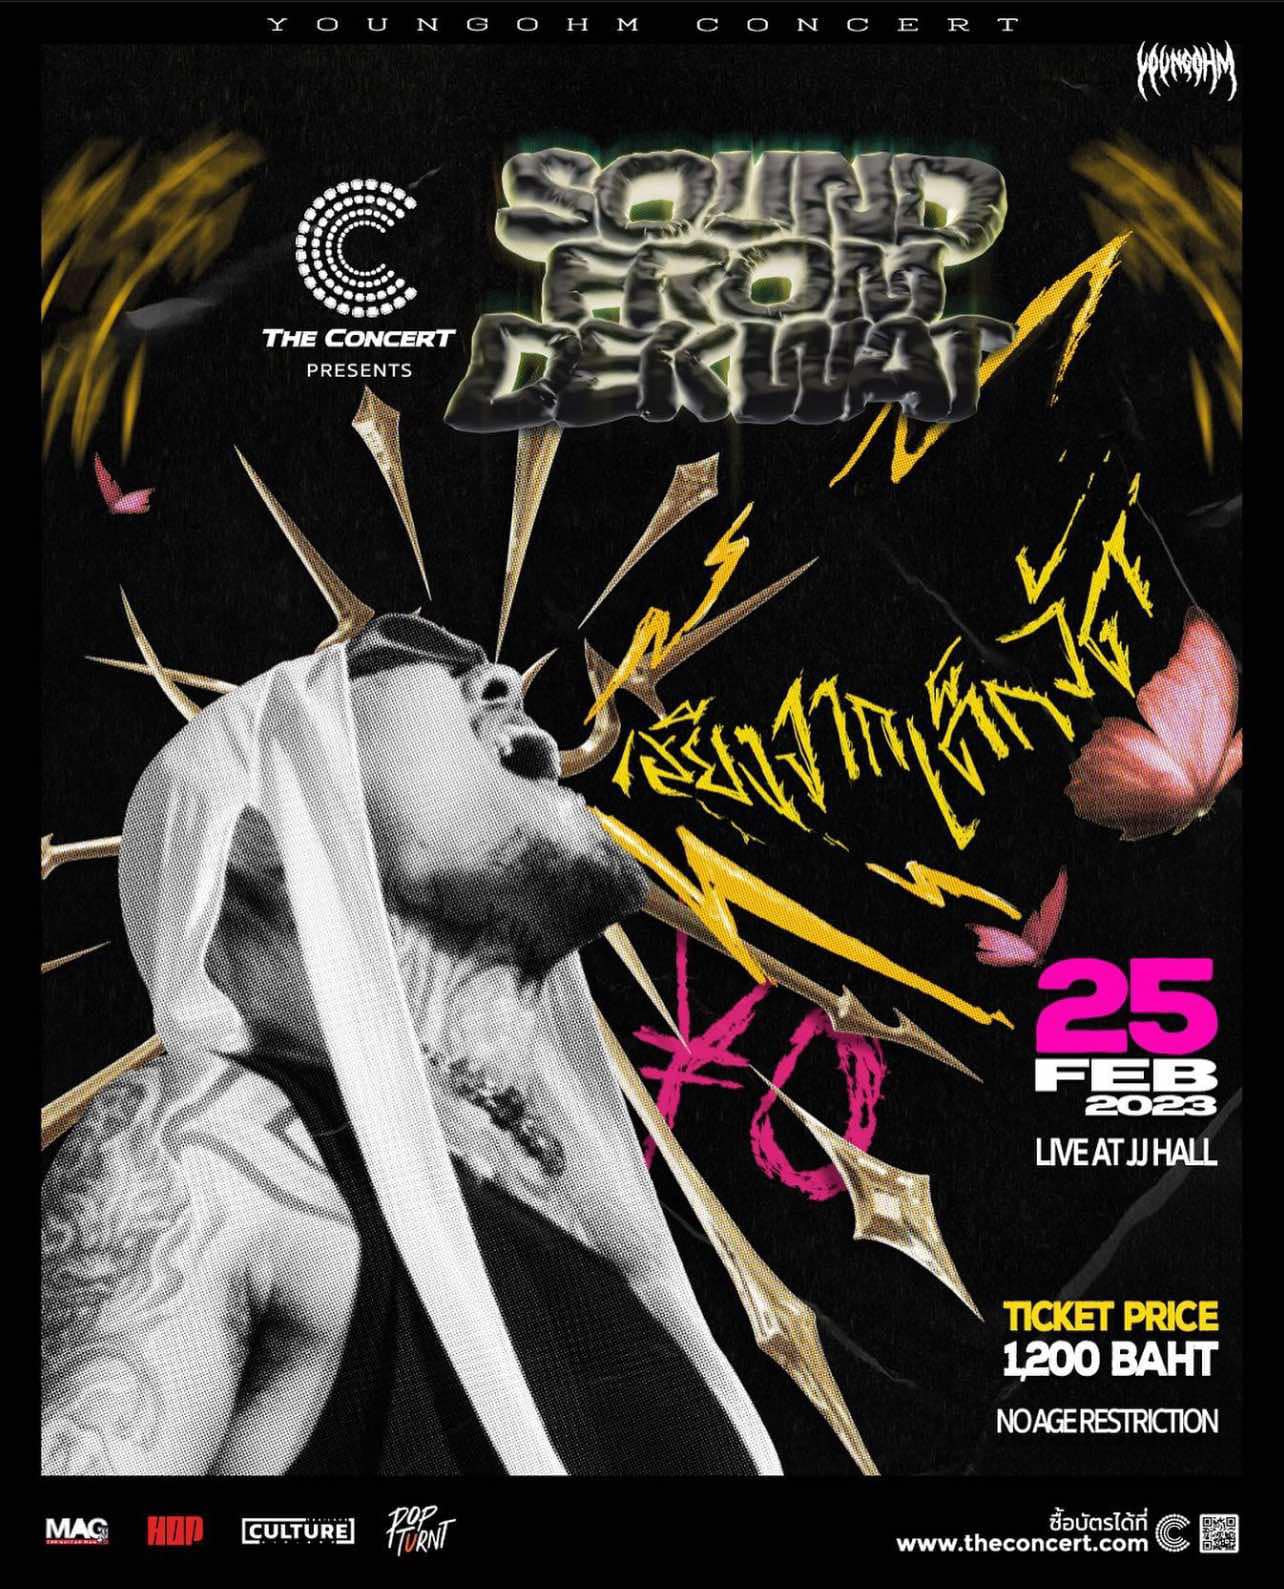 YOUNGOHM CONCERT
YOUNGOHM
THE CONCERT
PRESENTS
SOUND
FROM
DEKWAT
เสียงจากเด็กวัด
¥0
25
FEB
2023
LIVE AT JJ HALL
TICKET PRICE
1,200 BAHT
NO AGE RESTRICTION
MAG
HOP
CULTURE
POP
TURNT
ซื้อบัตรได้ที่
www.theconcert.com